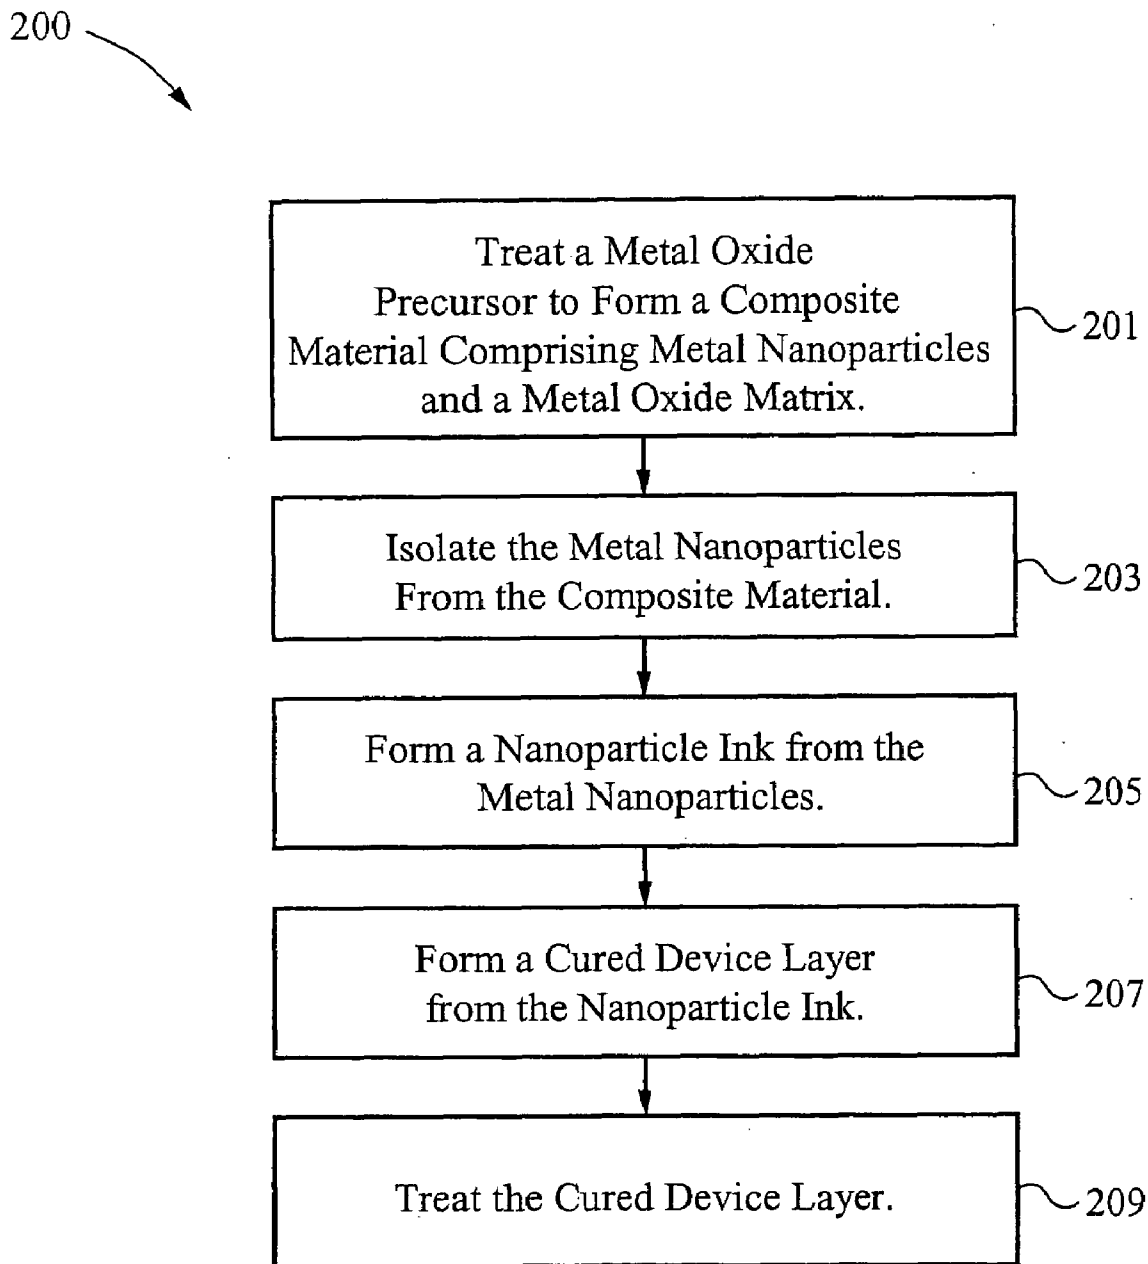 200
Treat a Metal Oxide
Precursor to Form a Composite
Material Comprising Metal Nanoparticles
and a Metal Oxide Matrix.
201
Isolate the Metal Nanoparticles
From the Composite Material.
203
Form a Nanoparticle Ink from the
Metal Nanoparticles.
205
Form a Cured Device Layer
from the Nanoparticle Ink.
207
Treat the Cured Device Layer.
209